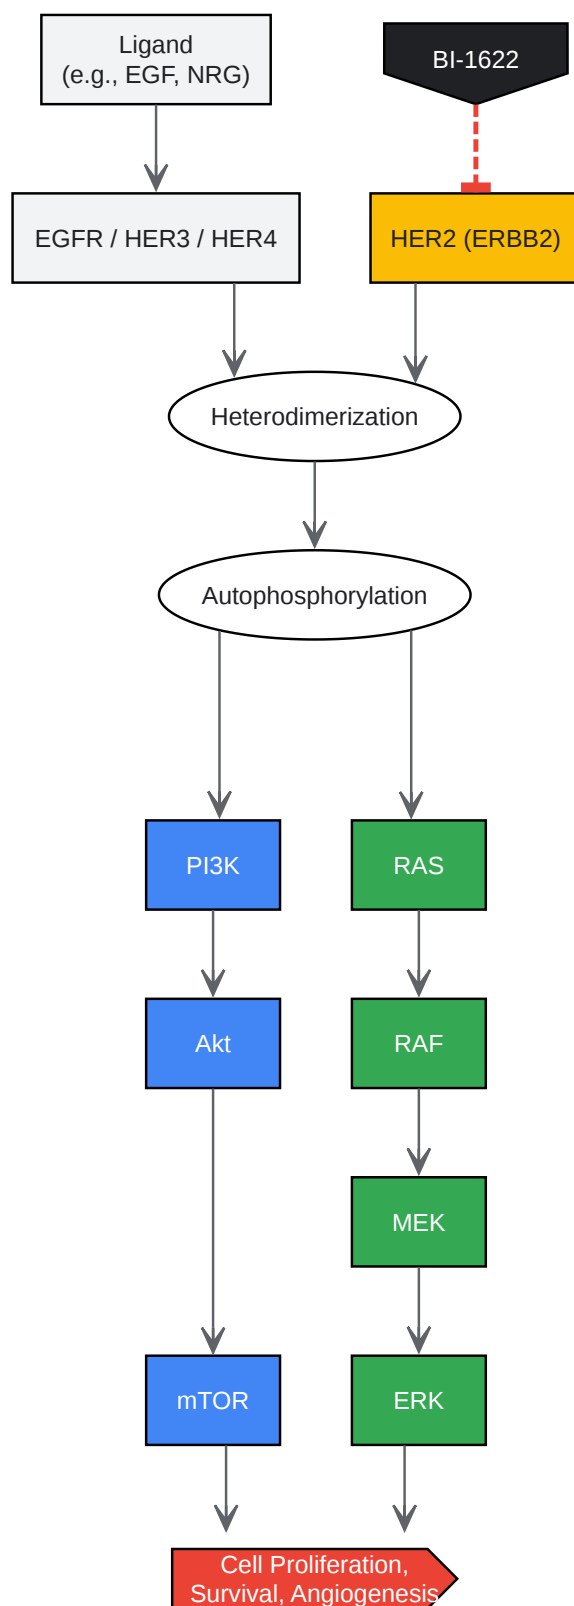 Ligand
(e.g., EGF, NRG)
BI-1622
EGFR / HER3 / HER4
HER2 (ERBB2)
Heterodimerization
Autophosphorylation
PI3K
RAS
Akt
RAF
MEK
mTOR
ERK
Cell Proliferation,
Survival, Angiogenesis